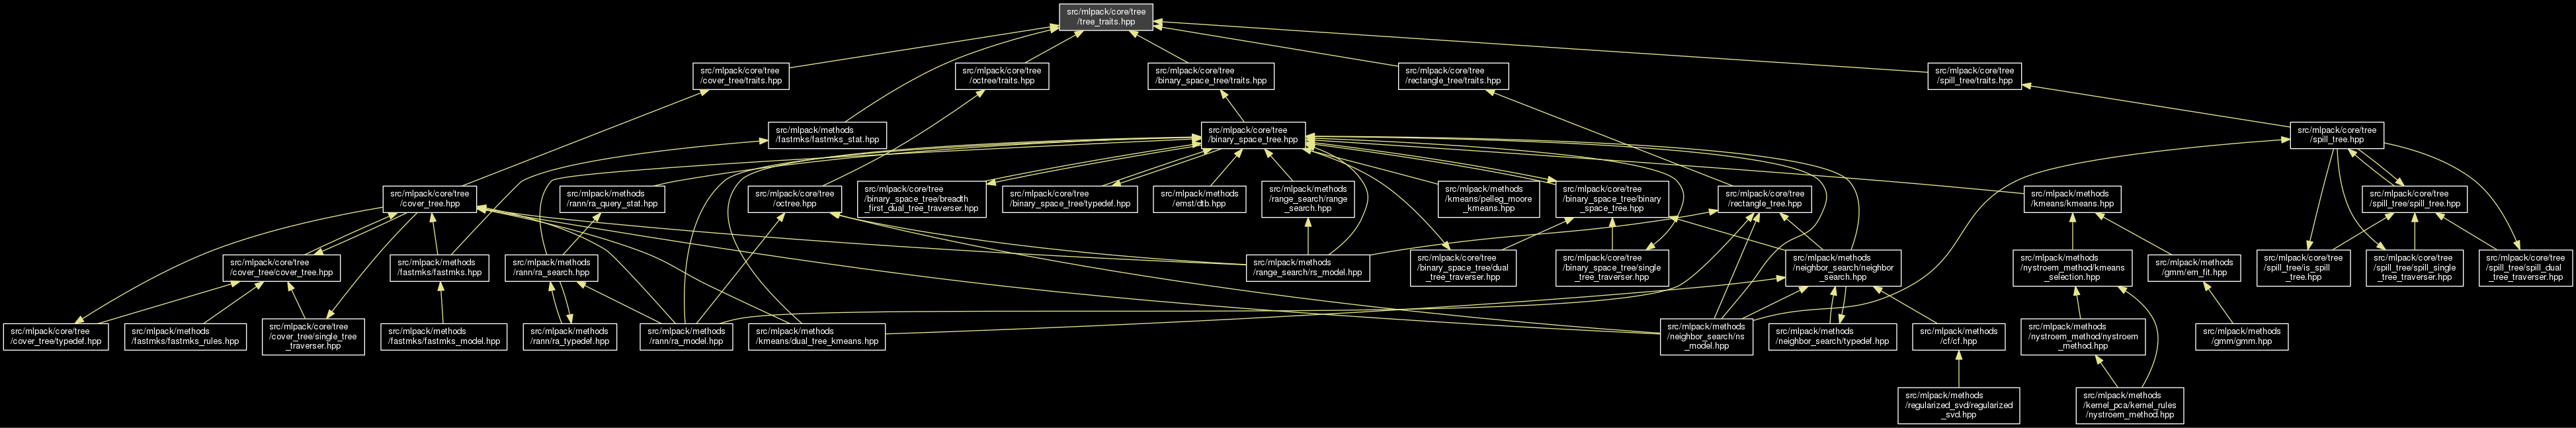 src/mlpack/core/tree
/tree_traits.hpp
src/mlpack/core/tree
/cover_tree/traits.hpp
src/mlpack/core/tree
/octree/traits.hpp
src/mlpack/core/tree
/binary_space_tree/traits.hpp
src/mlpack/core/tree
/rectangle_tree/traits.hpp
src/mlpack/core/tree
/spill_tree/traits.hpp
src/mlpack/methods
/fastmks/fastmks_stat.hpp
src/mlpack/core/tree
/binary_space_tree.hpp
src/mlpack/core/tree
/spill_tree.hpp
src/mlpack/core/tree
/cover_tree.hpp
src/mlpack/methods
/rann/ra_query_stat.hpp
src/mlpack/core/tree
/octree.hpp
src/mlpack/core/tree
/binary_space_tree/breadth
_first_dual_tree_traverser.hpp
src/mlpack/core/tree
/binary_space_tree/typedef.hpp
src/mlpack/methods
/emst/dtb.hpp
src/mlpack/methods
/range_search/range
_search.hpp
src/mlpack/methods
/kmeans/pelleg_moore
_kmeans.hpp
src/mlpack/core/tree
/binary_space_tree/binary
_space_tree.hpp
src/mlpack/core/tree
/rectangle_tree.hpp
src/mlpack/methods
/kmeans/kmeans.hpp
src/mlpack/core/tree
/spill_tree/spill_tree.hpp
src/mlpack/core/tree
/cover_tree/cover_tree.hpp
src/mlpack/methods
/fastmks/fastmks.hpp
src/mlpack/methods
/rann/ra_search.hpp
src/mlpack/methods
/range_search/rs_model.hpp
src/mlpack/core/tree
/binary_space_tree/dual
_tree_traverser.hpp
src/mlpack/core/tree
/binary_space_tree/single
_tree_traverser.hpp
src/mlpack/methods
/neighbor_search/neighbor
_search.hpp
src/mlpack/methods
/nystroem_method/kmeans
_selection.hpp
src/mlpack/methods
/gmm/em_fit.hpp
src/mlpack/core/tree
/spill_tree/is_spill
_tree.hpp
src/mlpack/core/tree
/spill_tree/spill_single
_tree_traverser.hpp
src/mlpack/core/tree
/spill_tree/spill_dual
_tree_traverser.hpp
src/mlpack/core/tree
/cover_tree/typedef.hpp
src/mlpack/methods
/fastmks/fastmks_rules.hpp
src/mlpack/core/tree
/cover_tree/single_tree
_traverser.hpp
src/mlpack/methods
/fastmks/fastmks_model.hpp
src/mlpack/methods
/rann/ra_typedef.hpp
src/mlpack/methods
/rann/ra_model.hpp
src/mlpack/methods
/kmeans/dual_tree_kmeans.hpp
src/mlpack/methods
/neighbor_search/ns
_model.hpp
src/mlpack/methods
/neighbor_search/typedef.hpp
src/mlpack/methods
/cf/cf.hpp
src/mlpack/methods
/nystroem_method/nystroem
_method.hpp
src/mlpack/methods
/gmm/gmm.hpp
src/mlpack/methods
/regularized_svd/regularized
_svd.hpp
src/mlpack/methods
/kernel_pca/kernel_rules
/nystroem_method.hpp